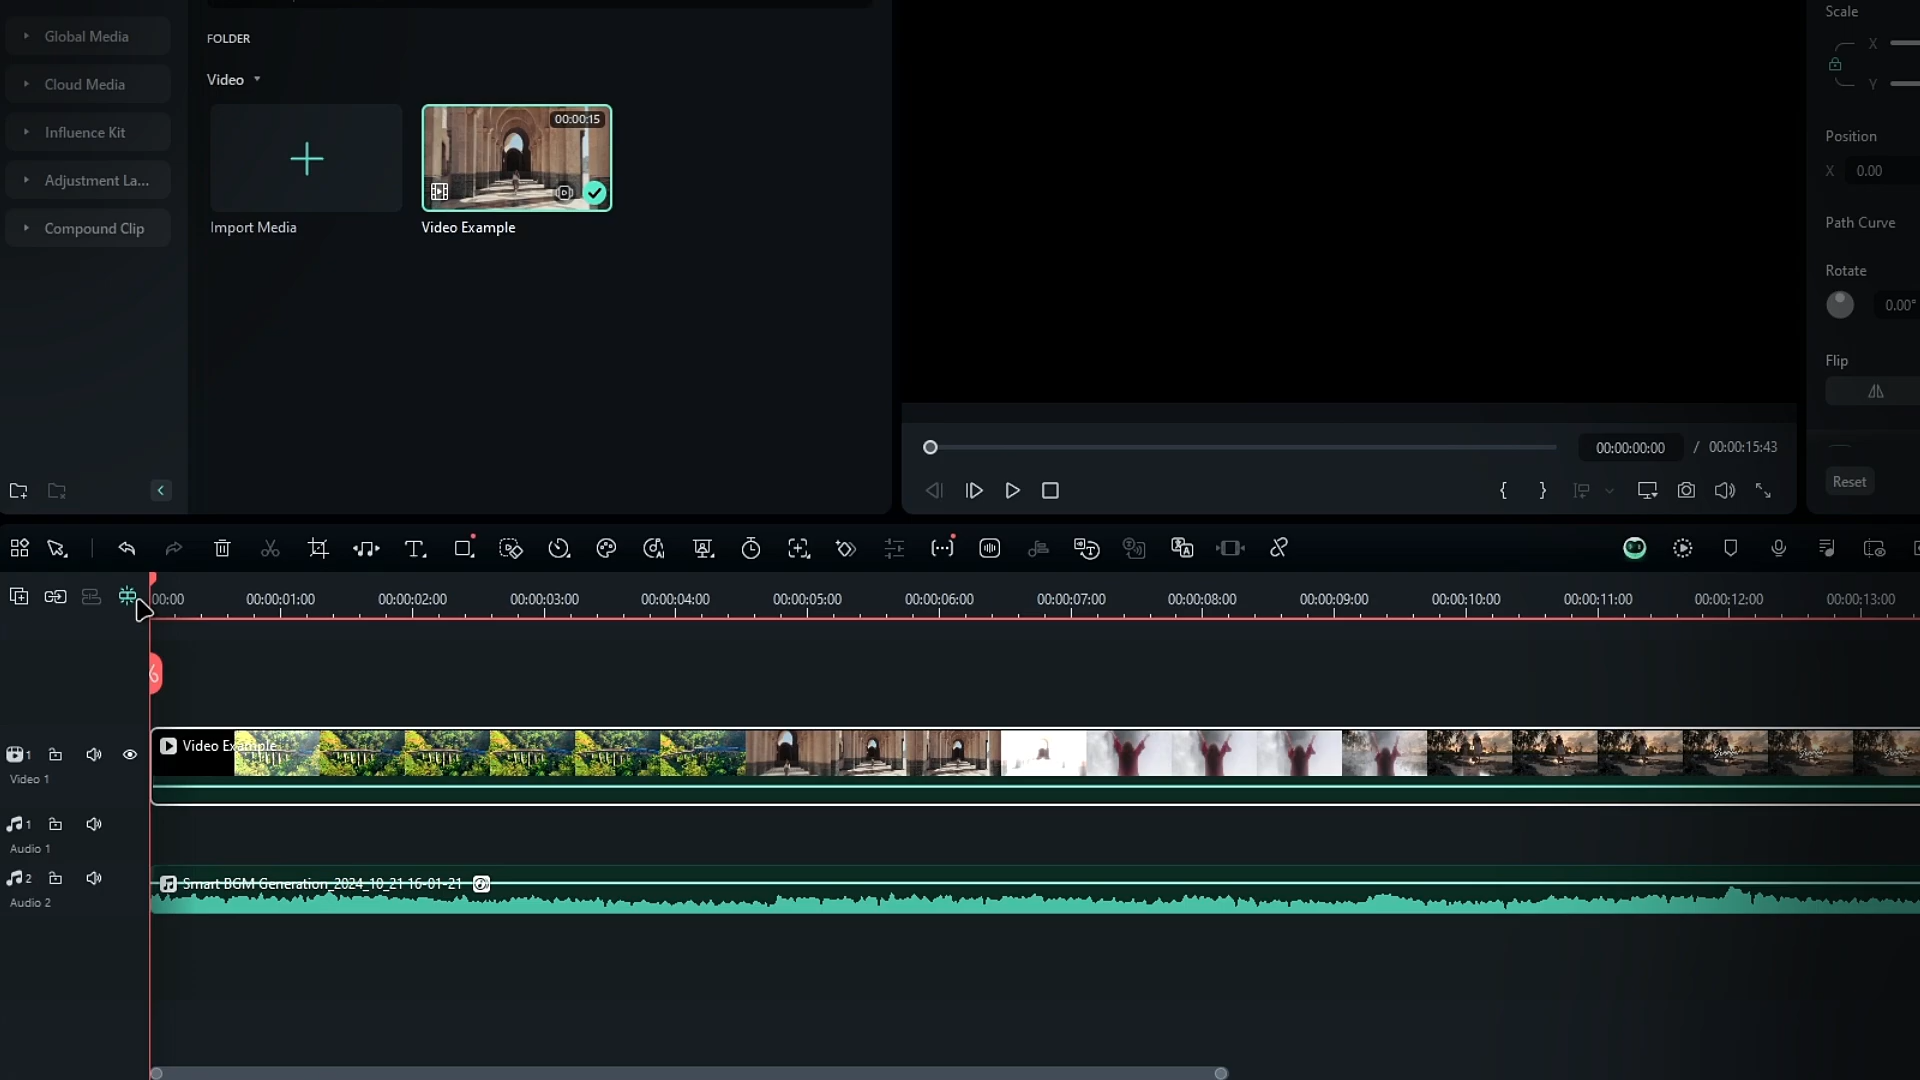 Global Media
Cloud Media
Influence Kit
Adjustment La...
Compound Clip
FOLDER
Video
00:00:15
Import Media
Video Example
00:00:00:00 / 00:00:15:43
Scale
X
Y
Position
X 0.00
Path Curve
Rotate
0.00°
Flip
Reset
00:00 00:00:01:00 00:00:02:00 00:00:03:00 00:00:04:00 00:00:05:00 00:00:06:00 00:00:07:00 00:00:08:00 00:00:09:00 00:00:10:00 00:00:11:00 00:00:12:00 00:00:13:00
1
Video 1
Video Example
1
Audio 1
2
Audio 2
Smart BGM Generation_2024_10_21 16-01-21